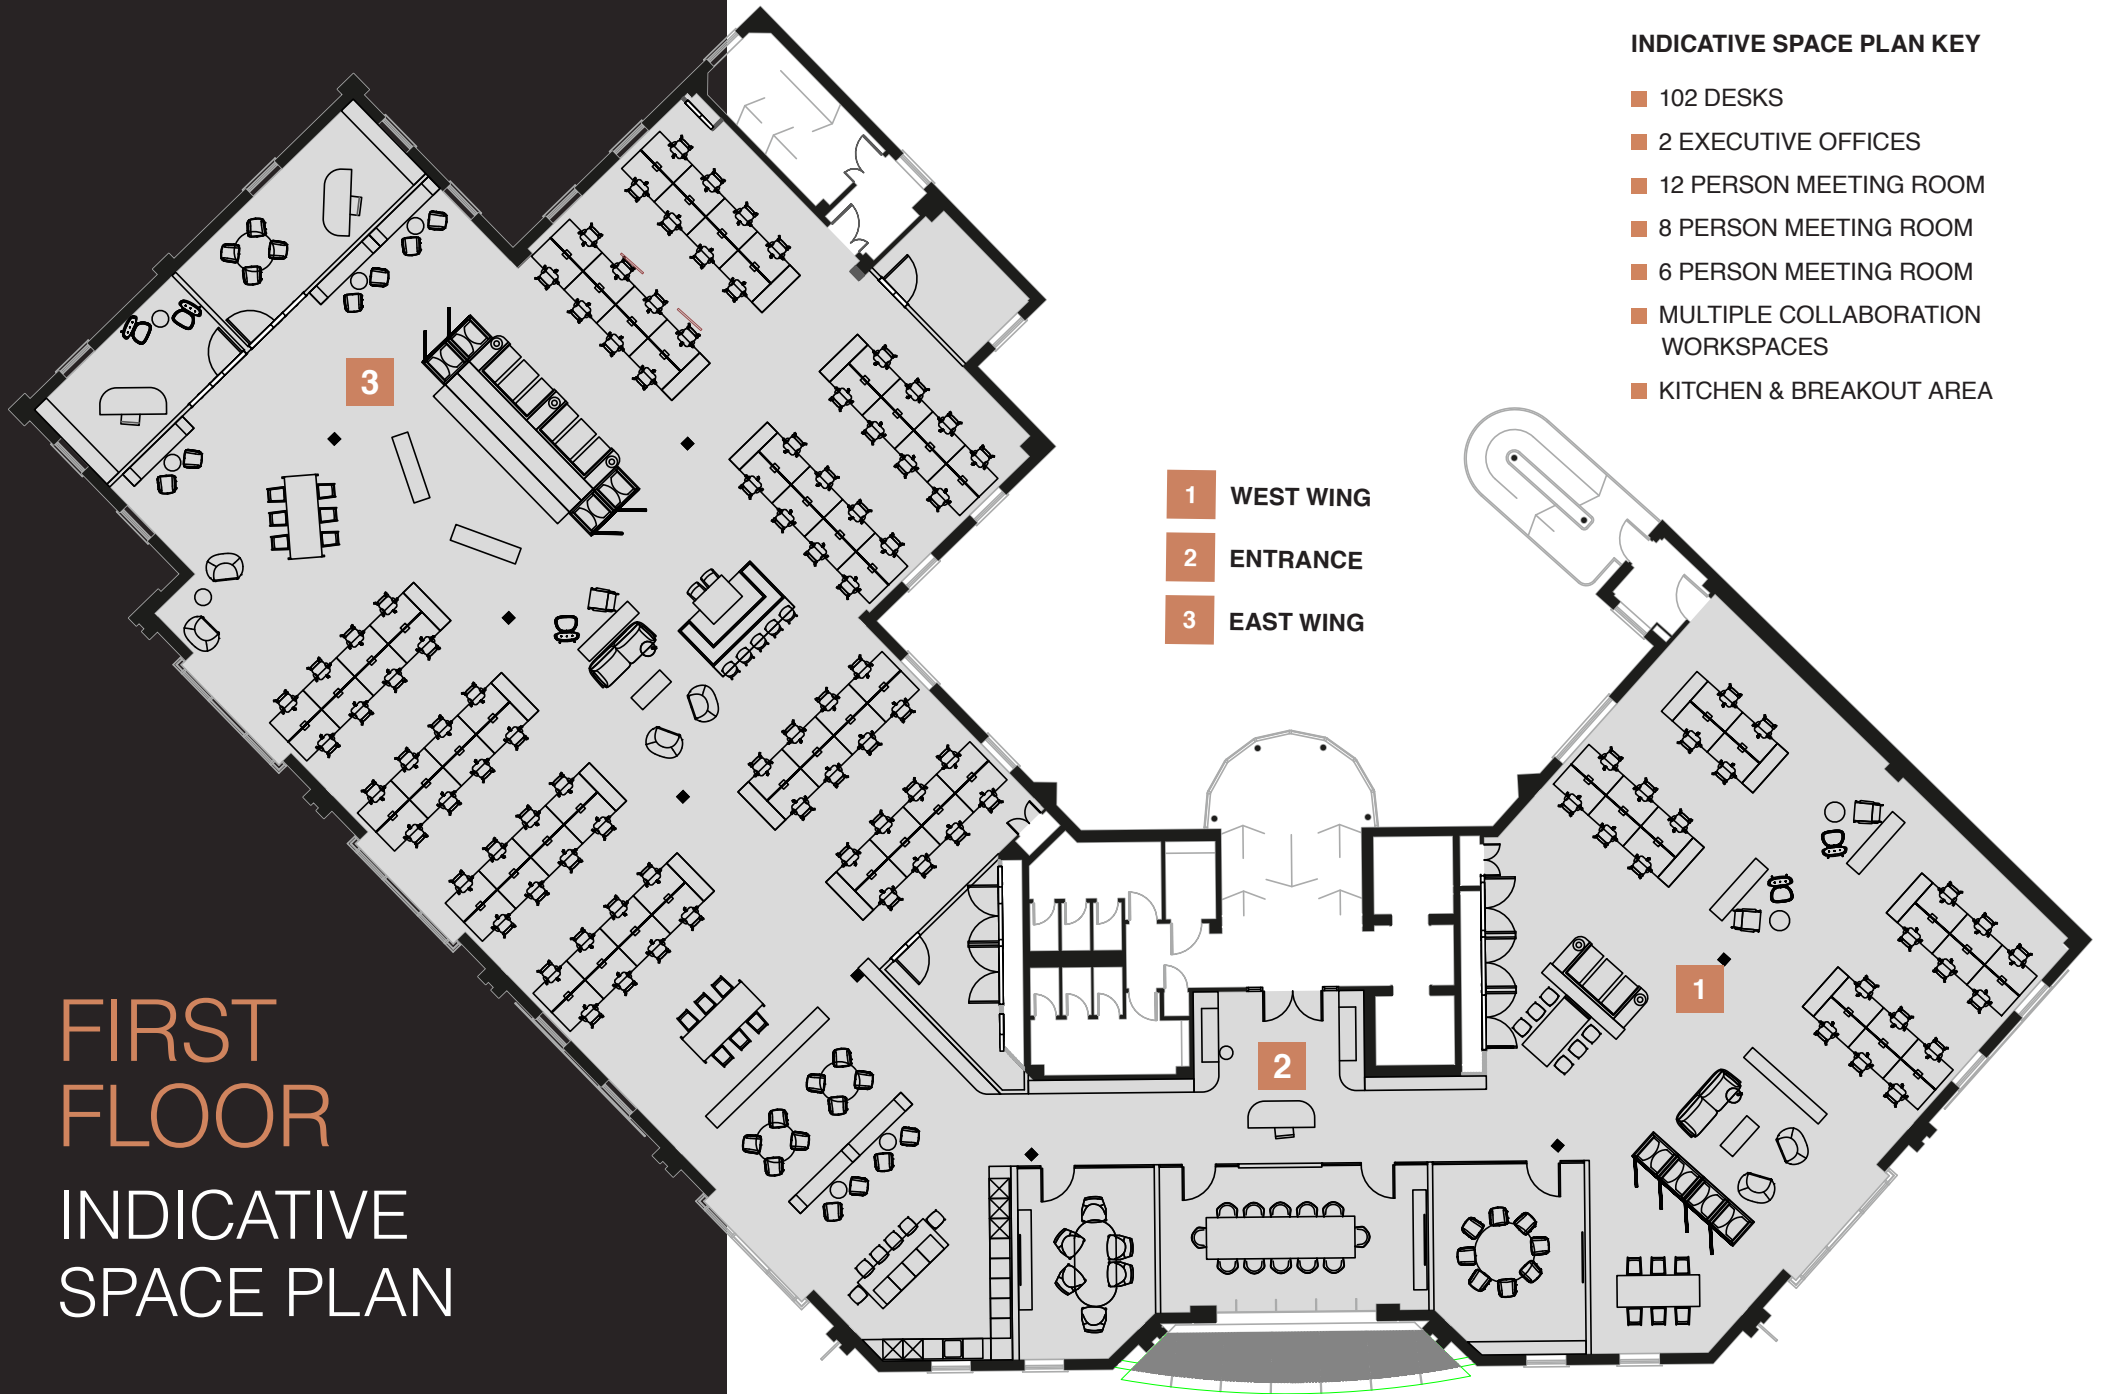 INDICATIVE SPACE PLAN KEY
102 DESKS
2 EXECUTIVE OFFICES
12 PERSON MEETING ROOM
8 PERSON MEETING ROOM
6 PERSON MEETING ROOM
MULTIPLE COLLABORATION
WORKSPACES
KITCHEN & BREAKOUT AREA
1 WEST WING
2 ENTRANCE
3 EAST WING
3
1
2
FIRST
FLOOR
INDICATIVE
SPACE PLAN